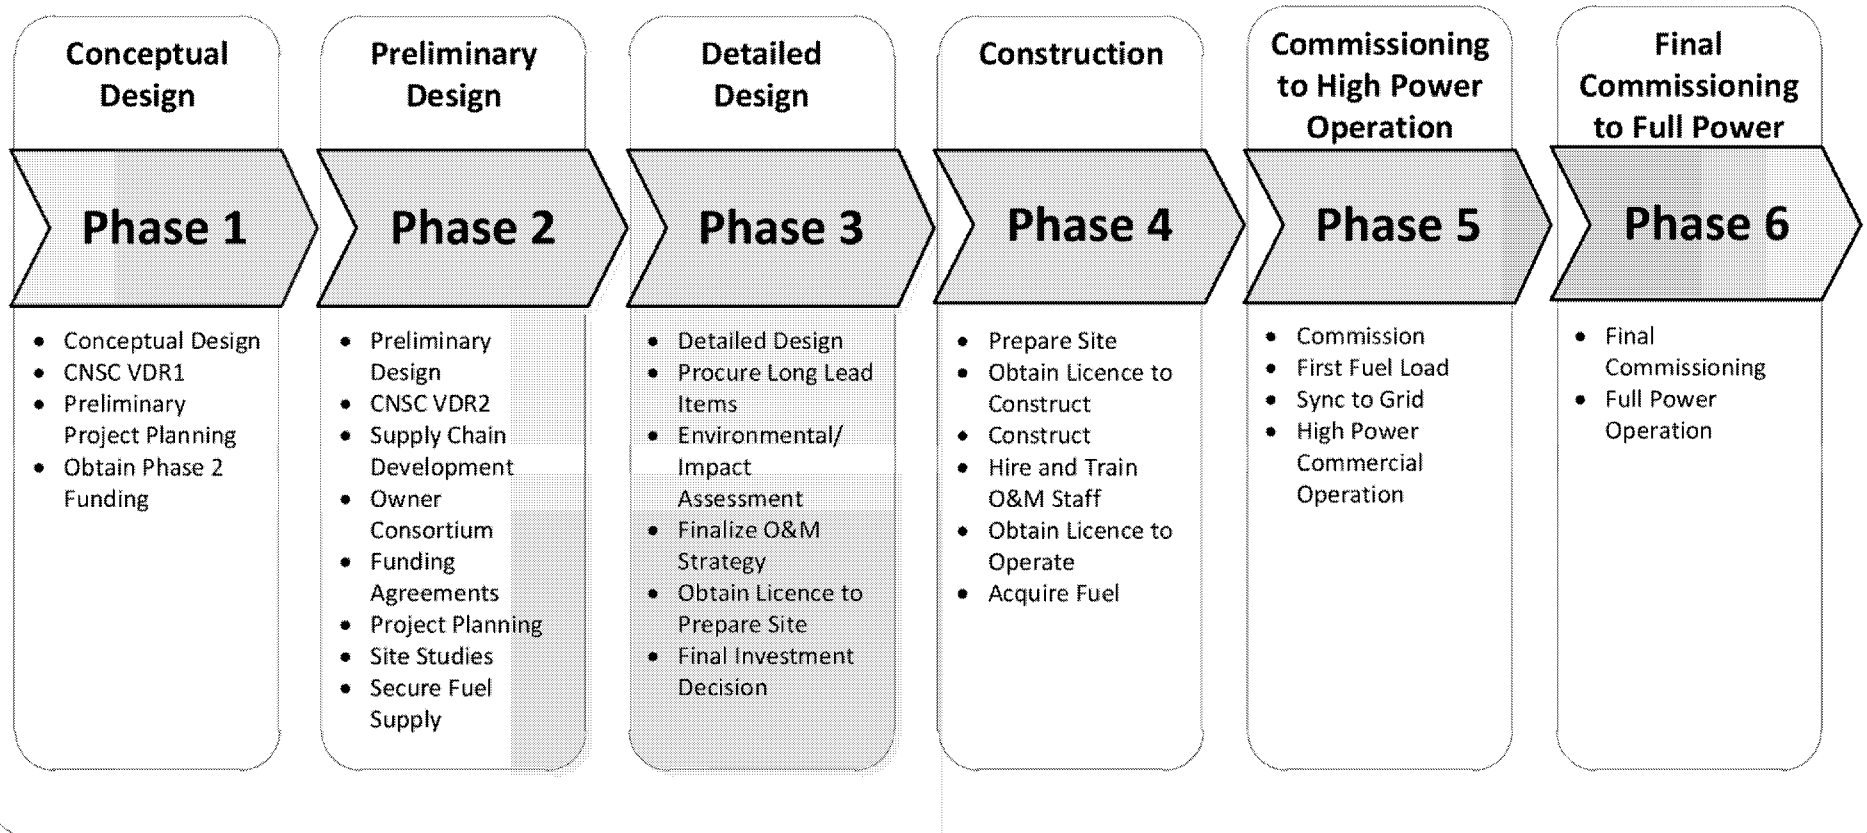 Conceptual
Design
Phase 1
• Conceptual Design
• CNSC VDR1
• Preliminary
Project Planning
• Obtain Phase 2
Funding
Preliminary
Design
Phase 2
• Preliminary
Design
• CNSC VDR2
• Supply Chain
Development
• Owner
Consortium
• Funding
Agreements
• Project Planning
• Site Studies
• Secure Fuel
Supply
Detailed
Design
Phase 3
• Detailed Design
• Procure Long Lead
Items
• Environmental/
Impact
Assessment
• Finalize O&M
Strategy
• Obtain Licence to
Prepare Site
• Final Investment
Decision
Construction
Phase 4
• Prepare Site
• Obtain Licence to
Construct
• Construct
• Hire and Train
O&M Staff
• Obtain Licence to
Operate
• Acquire Fuel
Commissioning
to High Power
Operation
Phase 5
• Commission
• First Fuel Load
• Sync to Grid
• High Power
Commercial
Operation
Final
Commissioning
to Full Power
Phase 6
• Final
Commissioning
• Full Power
Operation